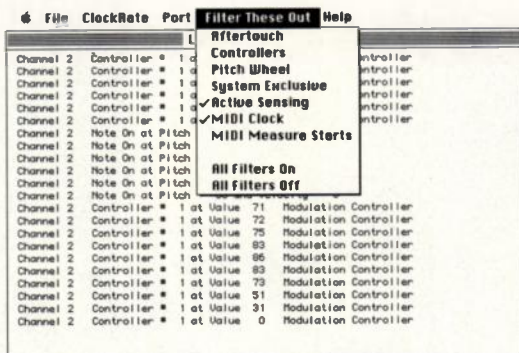 File ClockRate Port Filter These Out Help
Aftertouch
Controllers
Pitch Wheel
System Exclusive
✓Active Sensing
✓MIDI Clock
MIDI Measure Starts
All Filters On
All Filters Off
L
Channel 2 Controller # 1 a ntroller
Channel 2 Controller # 1 a ntroller
Channel 2 Controller # 1 a ntroller
Channel 2 Controller # 1 a ntroller
Channel 2 Controller # 1 a ntroller
Channel 2 Controller # 1 a ntroller
Channel 2 Note On at Pitch
Channel 2 Note On at Pitch
Channel 2 Note On at Pitch
Channel 2 Note On at Pitch
Channel 2 Note On at Pitch
Channel 2 Note On at Pitch
Channel 2 Controller # 1 at Value 71 Modulation Controller
Channel 2 Controller # 1 at Value 72 Modulation Controller
Channel 2 Controller # 1 at Value 75 Modulation Controller
Channel 2 Controller # 1 at Value 83 Modulation Controller
Channel 2 Controller # 1 at Value 86 Modulation Controller
Channel 2 Controller # 1 at Value 83 Modulation Controller
Channel 2 Controller # 1 at Value 73 Modulation Controller
Channel 2 Controller # 1 at Value 51 Modulation Controller
Channel 2 Controller # 1 at Value 31 Modulation Controller
Channel 2 Controller # 1 at Value 0 Modulation Controller